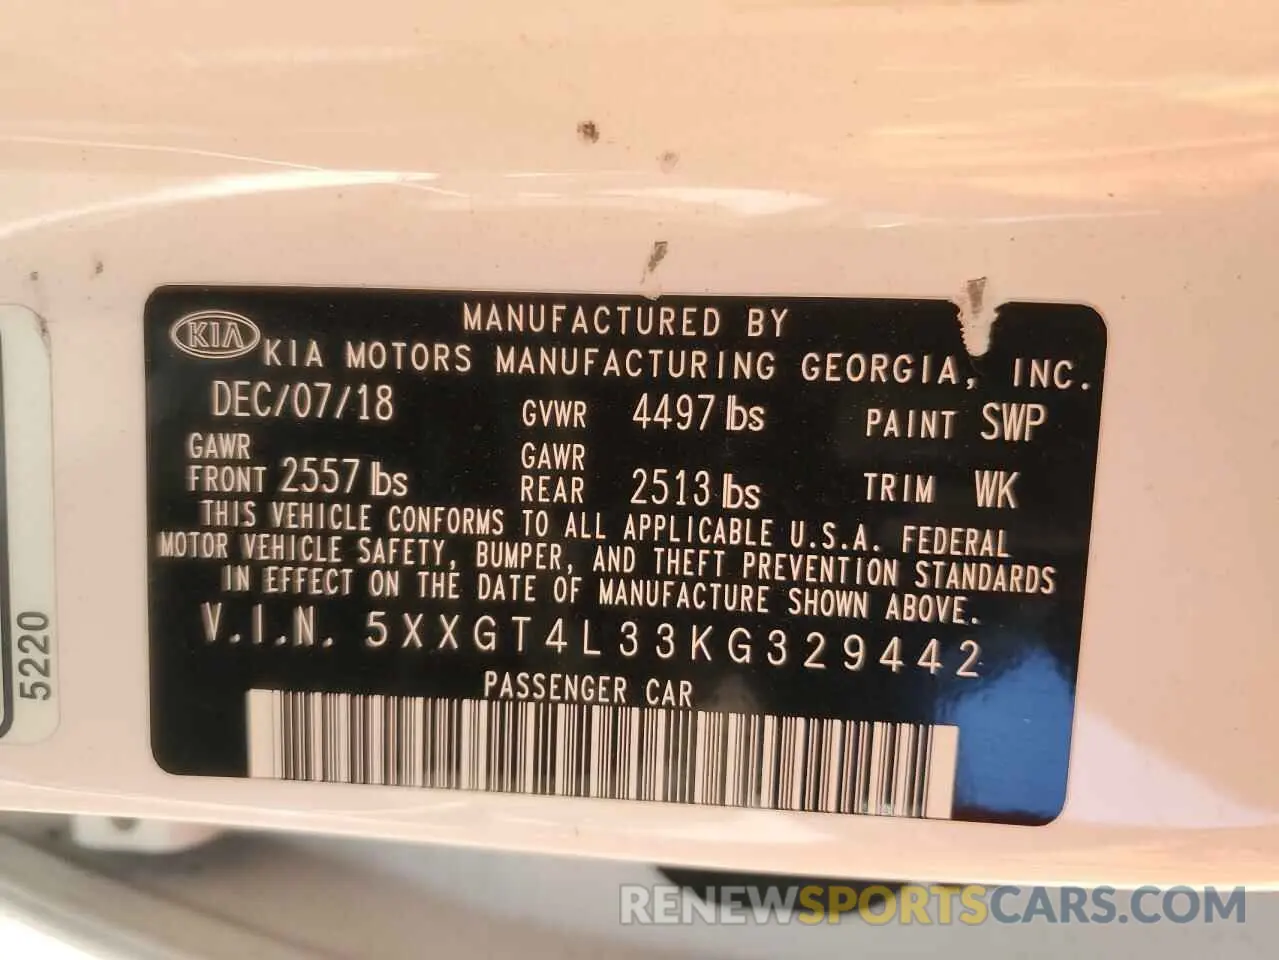 MANUFACTURED BY
KIA KIA MOTORS MANUFACTURING GEORGIA, INC.
DEC/07/18 GVWR 4497 lbs PAINT SWP
GAWR FRONT 2557 lbs GAWR REAR 2513 lbs TRIM WK
THIS VEHICLE CONFORMS TO ALL APPLICABLE U.S.A. FEDERAL
MOTOR VEHICLE SAFETY, BUMPER, AND THEFT PREVENTION STANDARDS
IN EFFECT ON THE DATE OF MANUFACTURE SHOWN ABOVE.
V.I.N. 5XXGT4L33KG329442
PASSENGER CAR
5220
RENEWSPORTSCARS.COM